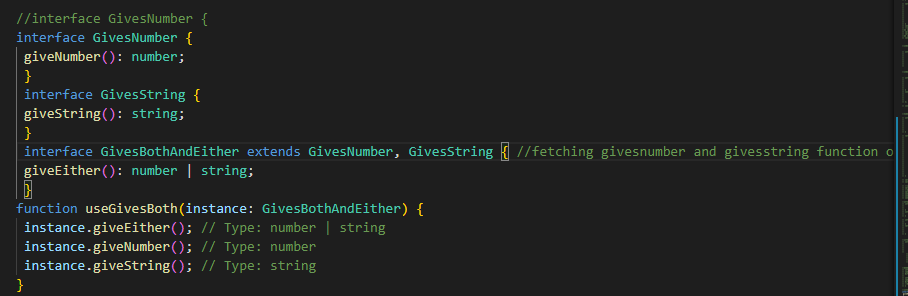 //interface GivesNumber {
interface GivesNumber {
giveNumber(): number;
}
interface GivesString {
giveString(): string;
}
interface GivesBothAndEither extends GivesNumber, GivesString { //fetching givesnumber and givesstring function o
giveEither(): number | string;
}
function useGivesBoth(instance: GivesBothAndEither) {
instance.giveEither(); // Type: number | string
instance.giveNumber(); // Type: number
instance.giveString(); // Type: string
}